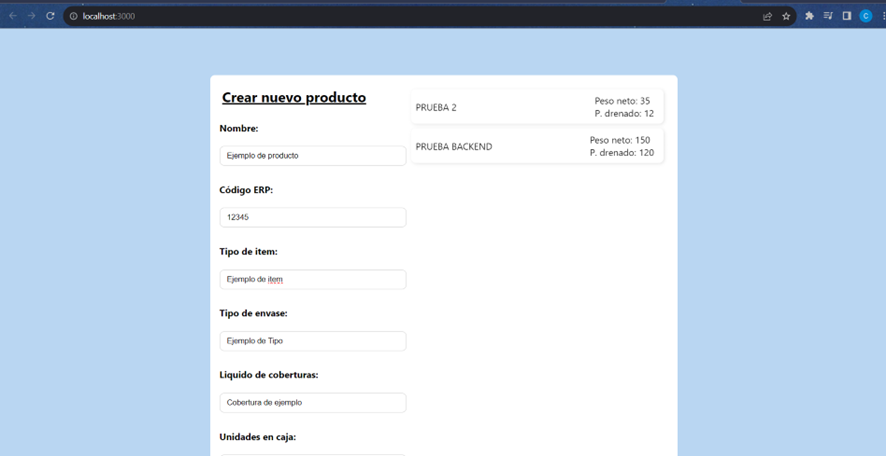 localhost:3000
C
Crear nuevo producto
Nombre:
Ejemplo de producto
Código ERP:
12345
Tipo de item:
Ejemplo de item
Tipo de envase:
Ejemplo de Tipo
Liquido de coberturas:
Cobertura de ejemplo
Unidades en caja:
PRUEBA 2
Peso neto: 35
P. drenado: 12
PRUEBA BACKEND
Peso neto: 150
P. drenado: 120